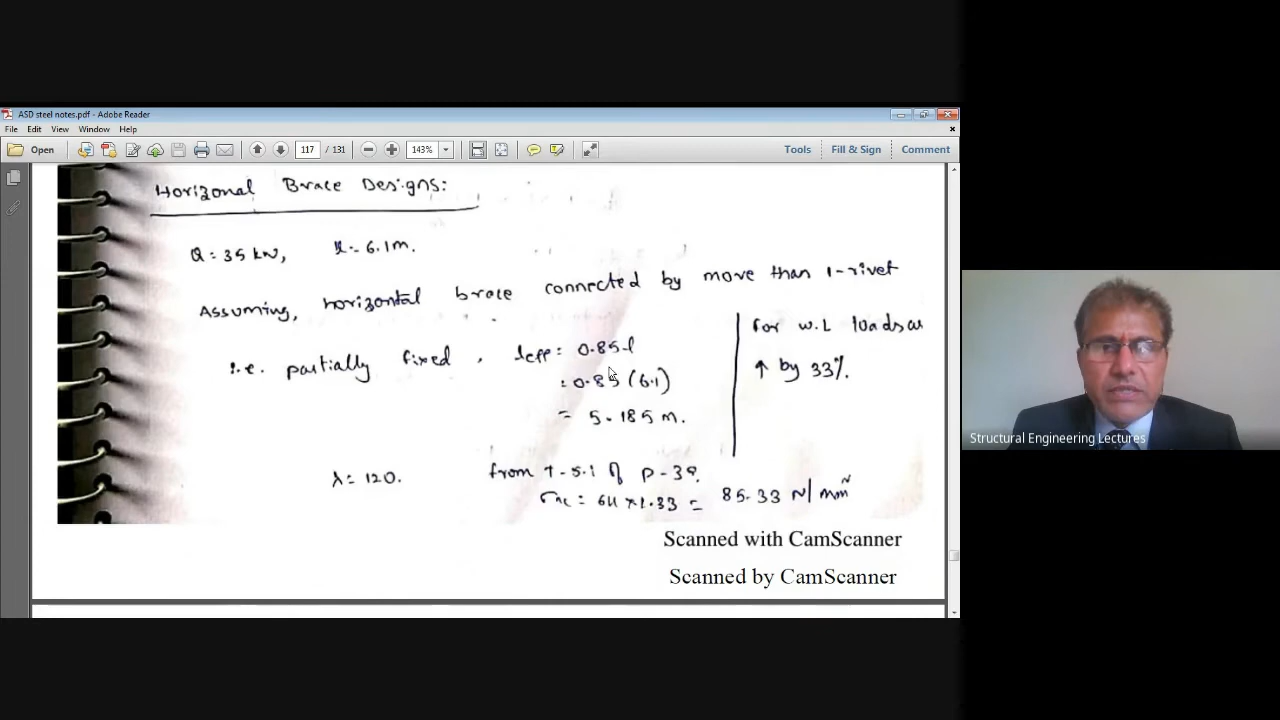 ASD steel notes.pdf - Adobe Reader
File Edit View Window Help
Open 117 / 131 143% Tools Fill & Sign Comment
Horizonal Brace Designs:
Q = 35 kN, l = 6.1m.
Assuming, horizontal brace connected by more than 1-rivet
i.e. partially fixed, leff = 0.85l
= 0.85 (6.1)
= 5.185 m.
For W.L loads
↑ by 33%.
λ = 120. from T-5.1 of P-39.
σac = 64 x 1.33 = 85.33 N/mm²
Scanned with CamScanner
Scanned by CamScanner
Structural Engineering Lectures